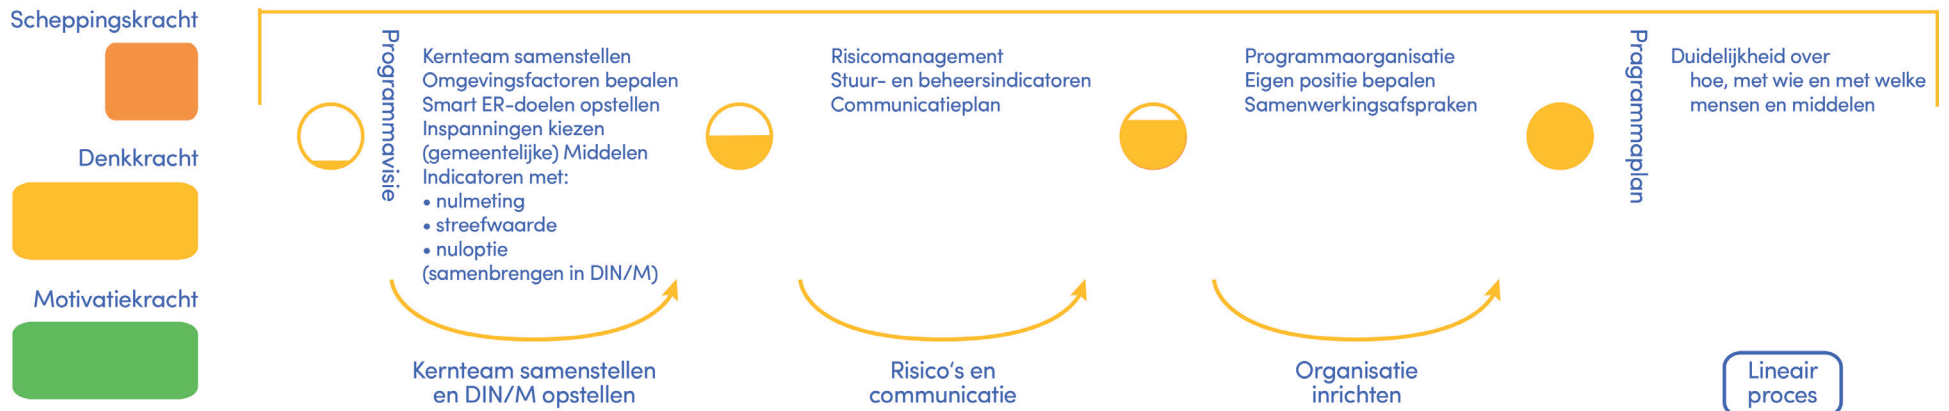 Scheppingskracht
Denkkracht
Motivatiekracht
Programmavisie
Kernteam samenstellen
Omgevingsfactoren bepalen
Smart ER-doelen opstellen
Inspanningen kiezen
(gemeentelijke) Middelen
Indicatoren met:
• nulmeting
• streefwaarde
• nuloptie
(samenbrengen in DIN/M)
Kernteam samenstellen
en DIN/M opstellen
Risicomanagement
Stuur- en beheersindicatoren
Communicatieplan
Risico's en
communicatie
Programmaorganisatie
Eigen positie bepalen
Samenwerkingsafspraken
Organisatie
inrichten
Pragrammaplan
Duidelijkheid over
hoe, met wie en met welke
mensen en middelen
Lineair
proces